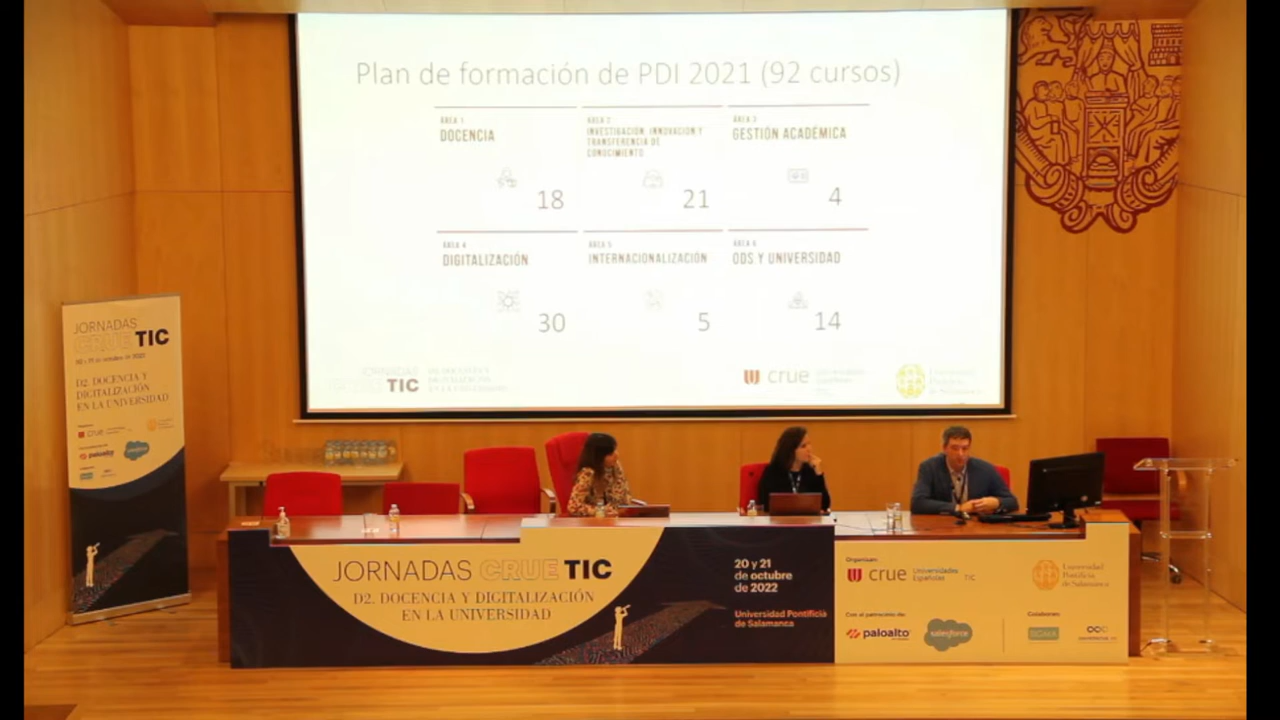 Plan de formación de PDI 2021 (92 cursos)
ÁREA 1
DOCENCIA
18
ÁREA 2
INVESTIGACIÓN, INNOVACIÓN Y
TRANSFERENCIA DE
CONOCIMIENTO
21
ÁREA 3
GESTIÓN ACADÉMICA
4
ÁREA 4
DIGITALIZACIÓN
30
ÁREA 5
INTERNACIONALIZACIÓN
5
ÁREA 6
ODS Y UNIVERSIDAD
14
JORNADAS
TIC
crue
JORNADAS
CRUE TIC
D2. DOCENCIA Y
DIGITALIZACIÓN
EN LA UNIVERSIDAD
crue
paloalto
salesforce
JORNADAS CRUE TIC
D2. DOCENCIA Y DIGITALIZACIÓN
EN LA UNIVERSIDAD
20 y 21
de octubre
de 2022
Universidad Pontificia
de Salamanca
Organizan:
crue Universidades
Españolas TIC
Universidad
Pontificia
de Salamanca
Con el patrocinio de:
paloalto
salesforce
Colaboran: